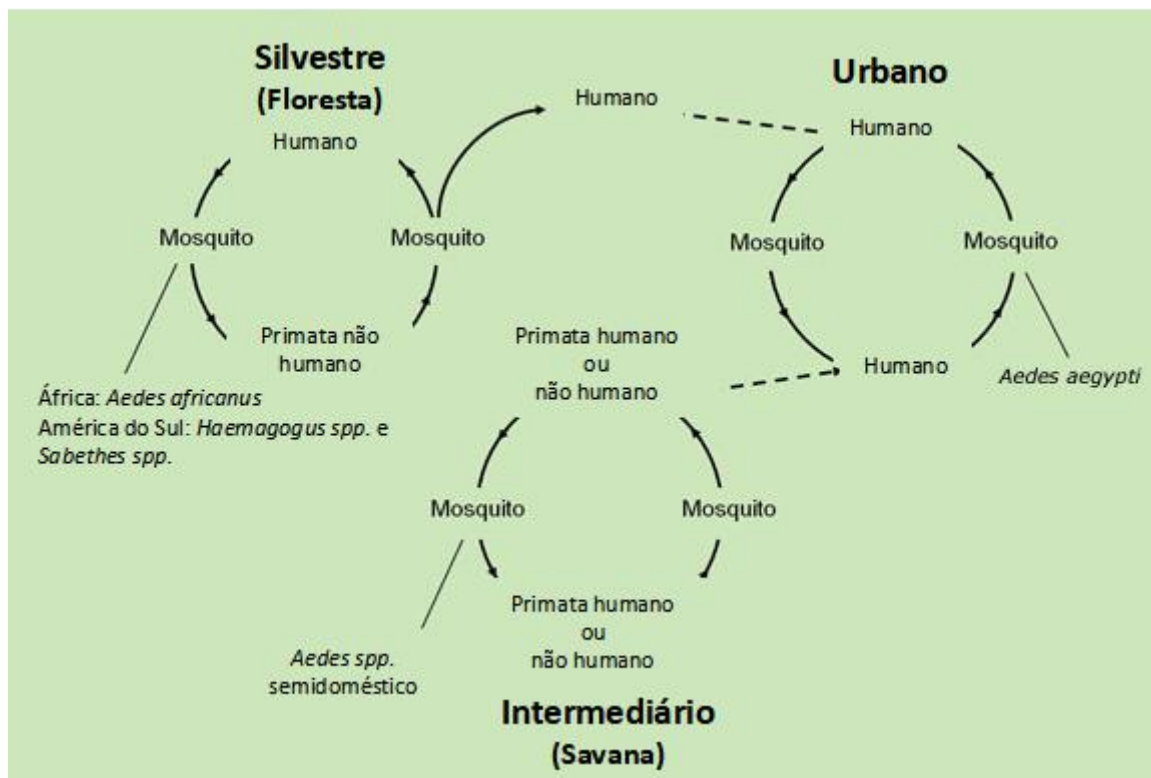 Silvestre
(Floresta)
Humano
Mosquito
Mosquito
Primata não
humano
África: Aedes africanus
América do Sul: Haemagogus spp. e
Sabethes spp.
Humano
Urbano
Humano
Mosquito
Mosquito
Humano
Aedes aegypti
Primata humano
ou
não humano
Mosquito
Mosquito
Primata humano
ou
não humano
Aedes spp.
semidoméstico
Intermediário
(Savana)